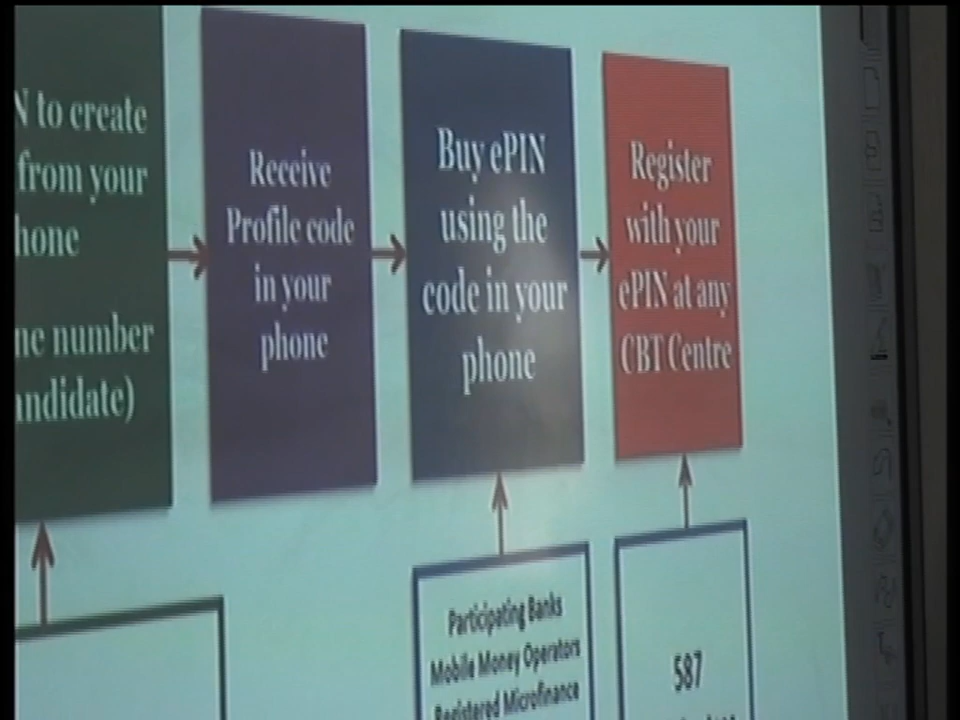 N to create
from your
hone
ne number
andidate)
Receive
Profile code
in your
phone
Buy ePIN
using the
code in your
phone
Register
with your
ePIN at any
CBT Centre
Participating Banks
Mobile Money Operators
Registered Microfinance
587